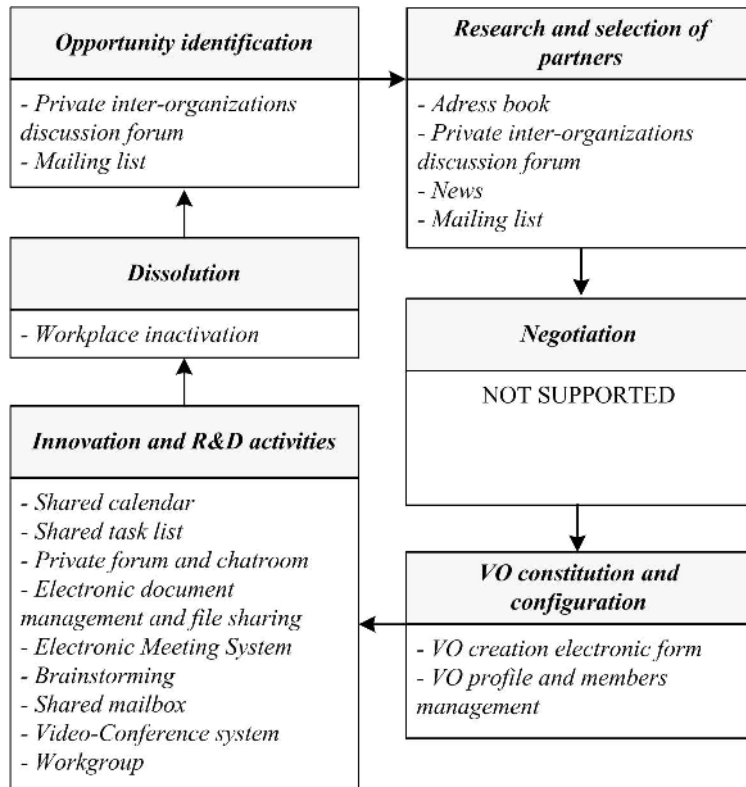 Opportunity identification
- Private inter-organizations
discussion forum
- Mailing list
Research and selection of
partners
- Adress book
- Private inter-organizations
discussion forum
- News
- Mailing list
Dissolution
- Workplace inactivation
Negotiation
NOT SUPPORTED
Innovation and R&D activities
- Shared calendar
- Shared task list
- Private forum and chatroom
- Electronic document
management and file sharing
- Electronic Meeting System
- Brainstorming
- Shared mailbox
- Video-Conference system
- Workgroup
VO constitution and
configuration
- VO creation electronic form
- VO profile and members
management